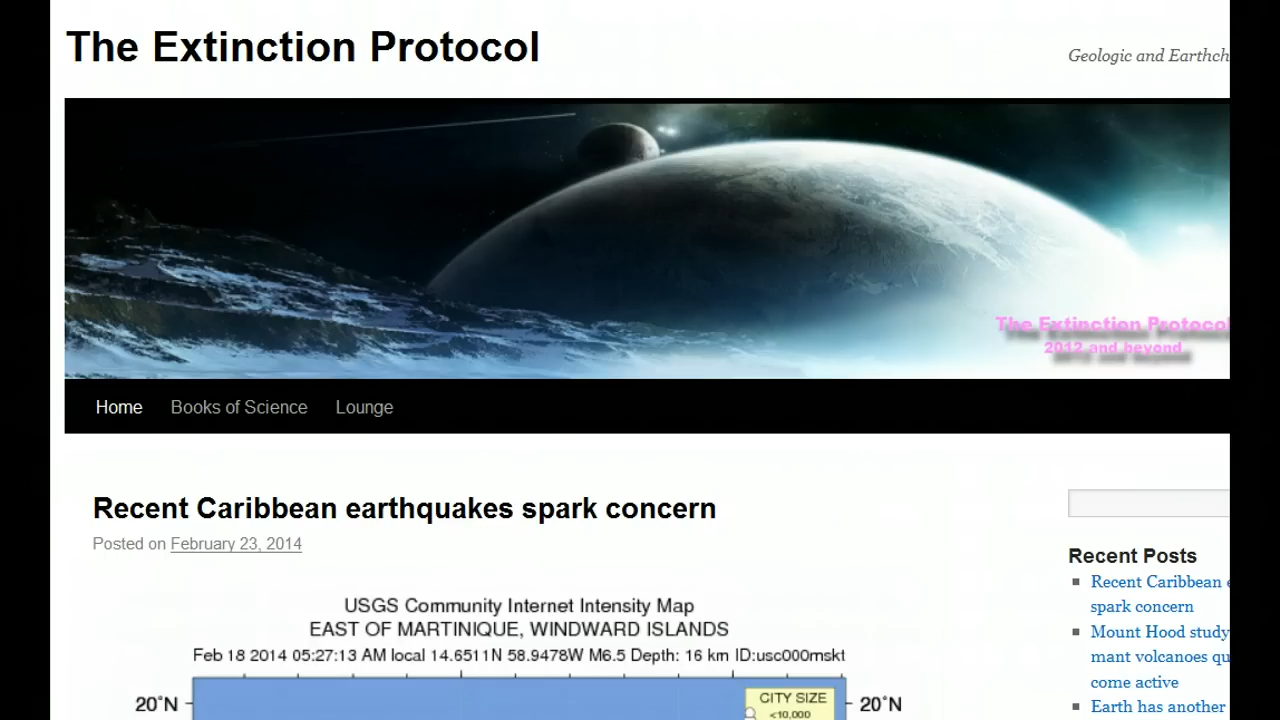 The Extinction Protocol
Geologic and Earthch
The Extinction Protocol
2012 and beyond
Home Books of Science Lounge
Recent Caribbean earthquakes spark concern
Posted on February 23, 2014
USGS Community Internet Intensity Map
EAST OF MARTINIQUE, WINDWARD ISLANDS
Feb 18 2014 05:27:13 AM local 14.6511N 58.9478W M6.5 Depth: 16 km ID:usc000mskt
20°N
CITY SIZE
<10,000
20°N
Recent Posts
Recent Caribbean e
spark concern
Mount Hood study
mant volcanoes qu
come active
Earth has another